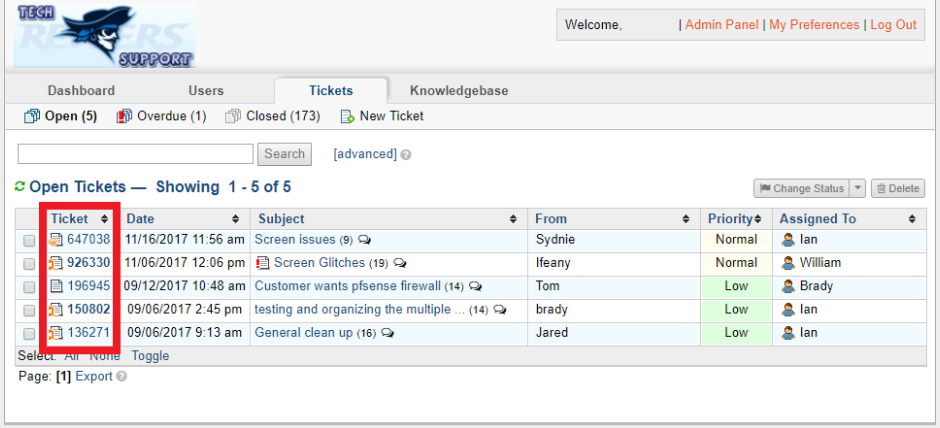 TECH
REAPERS
SUPPORT
Welcome, | Admin Panel | My Preferences | Log Out
Dashboard Users Tickets Knowledgebase
Open (5) Overdue (1) Closed (173) New Ticket
Search [advanced]
Open Tickets — Showing 1 - 5 of 5 Change Status Delete
Ticket Date Subject From Priority Assigned To
647038 11/16/2017 11:56 am Screen issues (9) Sydnie Normal Ian
926330 11/06/2017 12:06 pm Screen Glitches (19) Ifeany Normal William
196945 09/12/2017 10:48 am Customer wants pfsense firewall (14) Tom Low Brady
150802 09/06/2017 2:45 pm testing and organizing the multiple ... (14) brady Low Ian
136271 09/06/2017 9:13 am General clean up (16) Jared Low Ian
Select: All None Toggle
Page: [1] Export